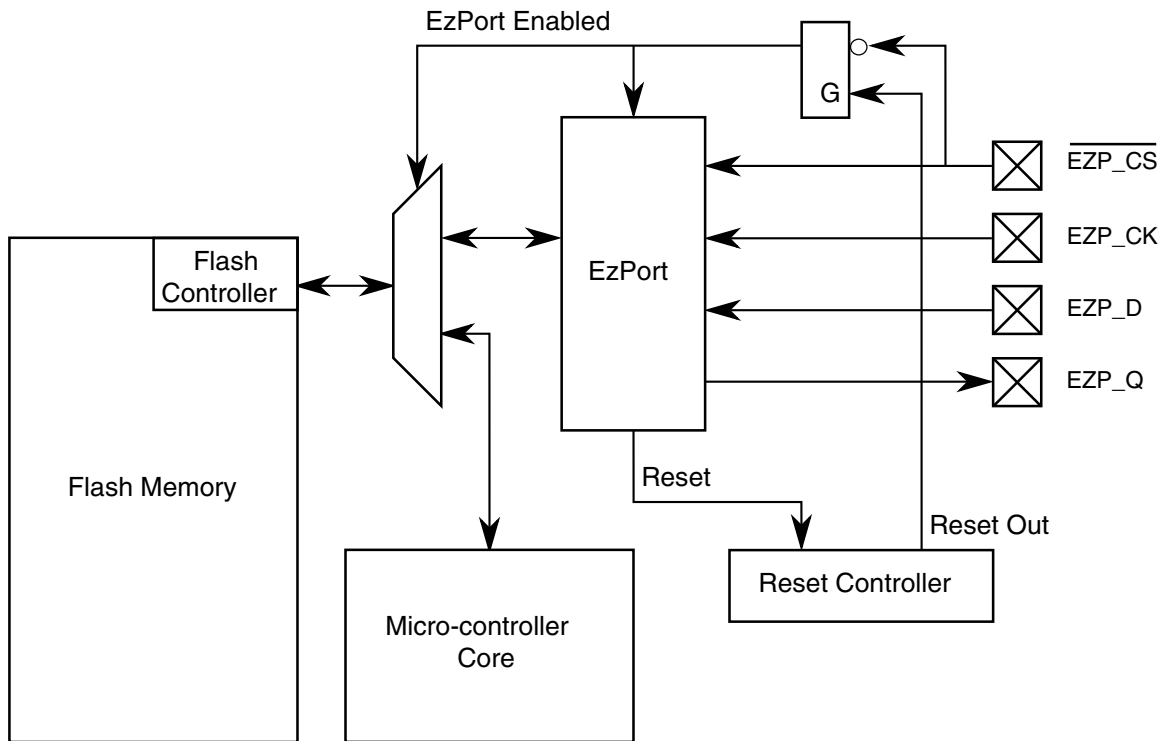 EzPort Enabled
G
EZP_CS
Flash
Controller
EzPort
EZP_CK
EZP_D
EZP_Q
Flash Memory
Reset
Reset Out
Reset Controller
Micro-controller
Core